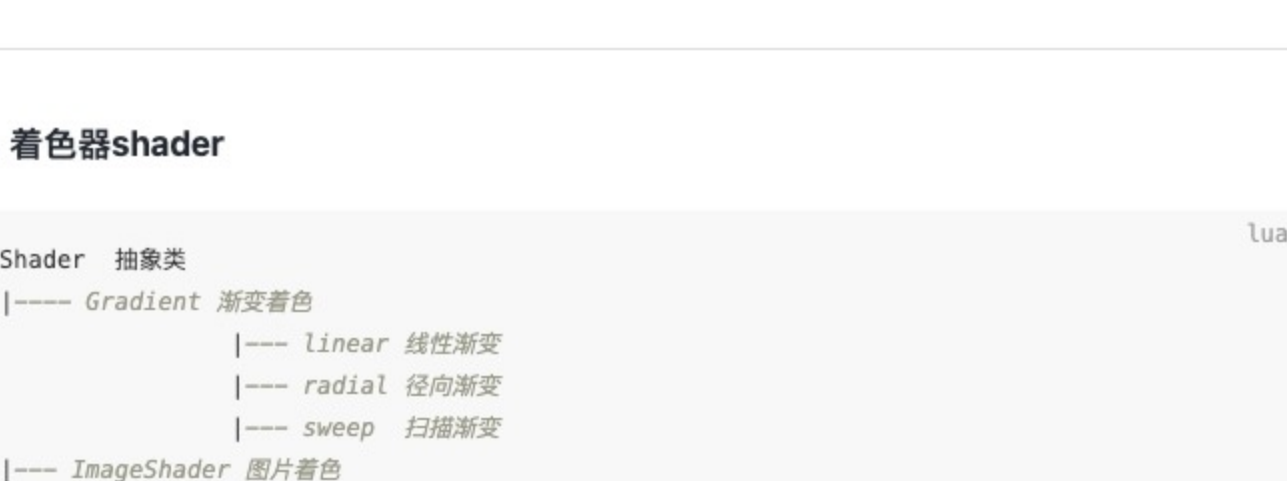 着色器shader
lua
Shader  抽象类
|---- Gradient 渐变着色
                |--- linear 线性渐变
                |--- radial 径向渐变
                |--- sweep  扫描渐变
|--- ImageShader 图片着色